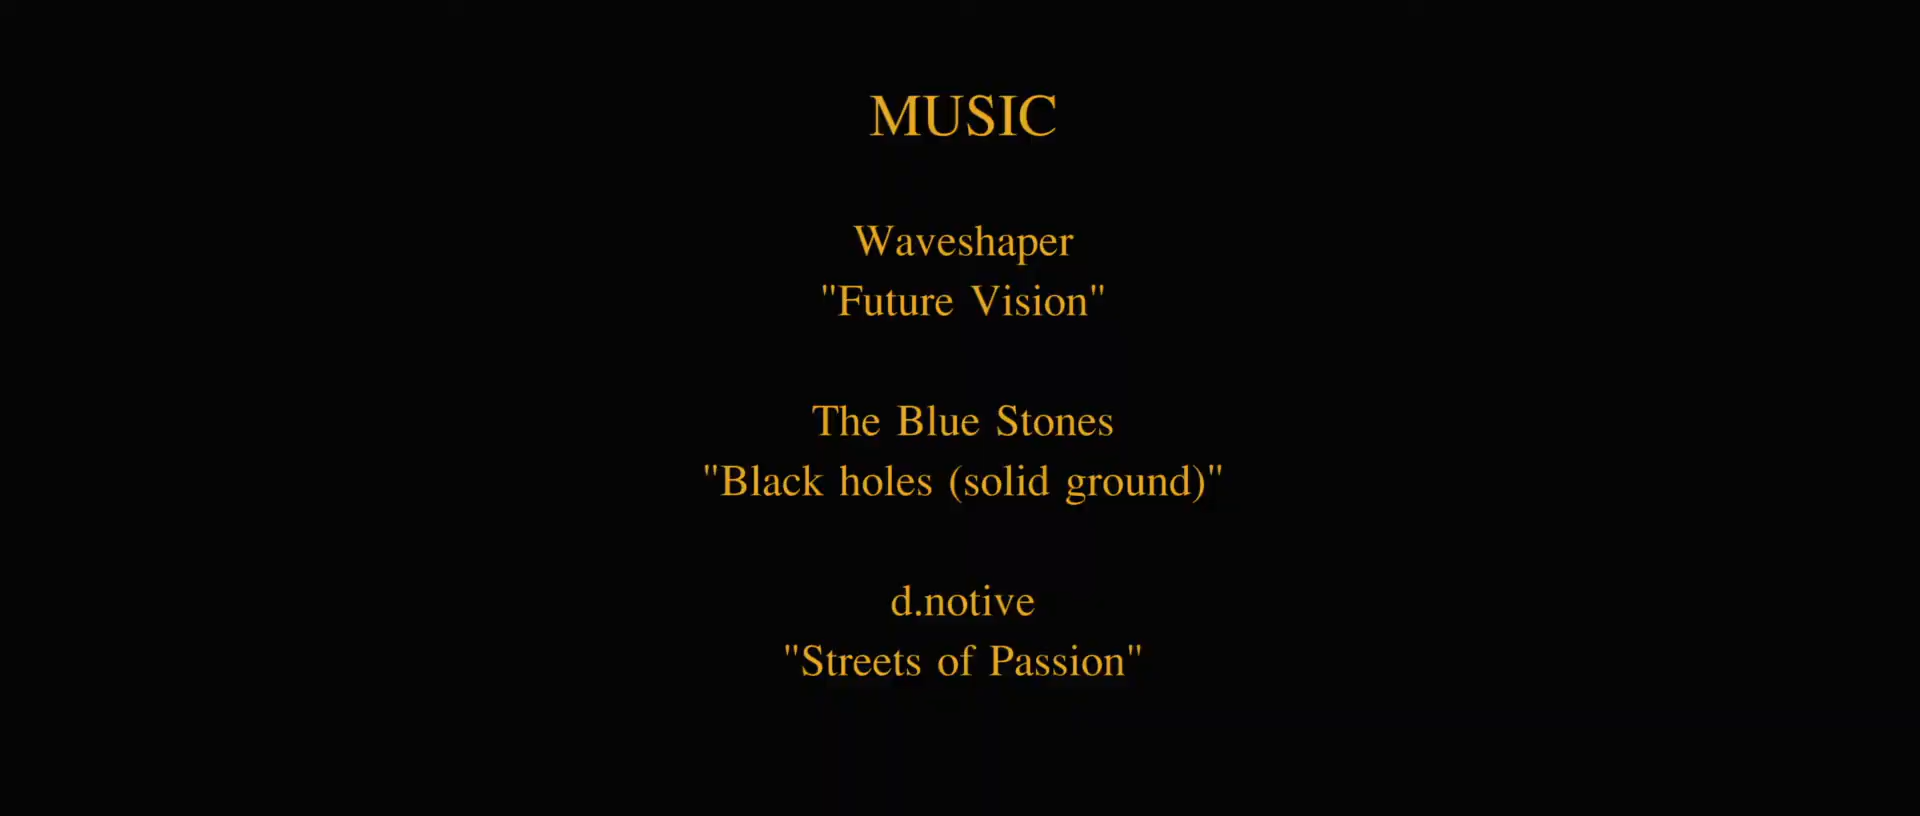 MUSIC
Waveshaper
"Future Vision"
The Blue Stones
"Black holes (solid ground)"
d.notive
"Streets of Passion"